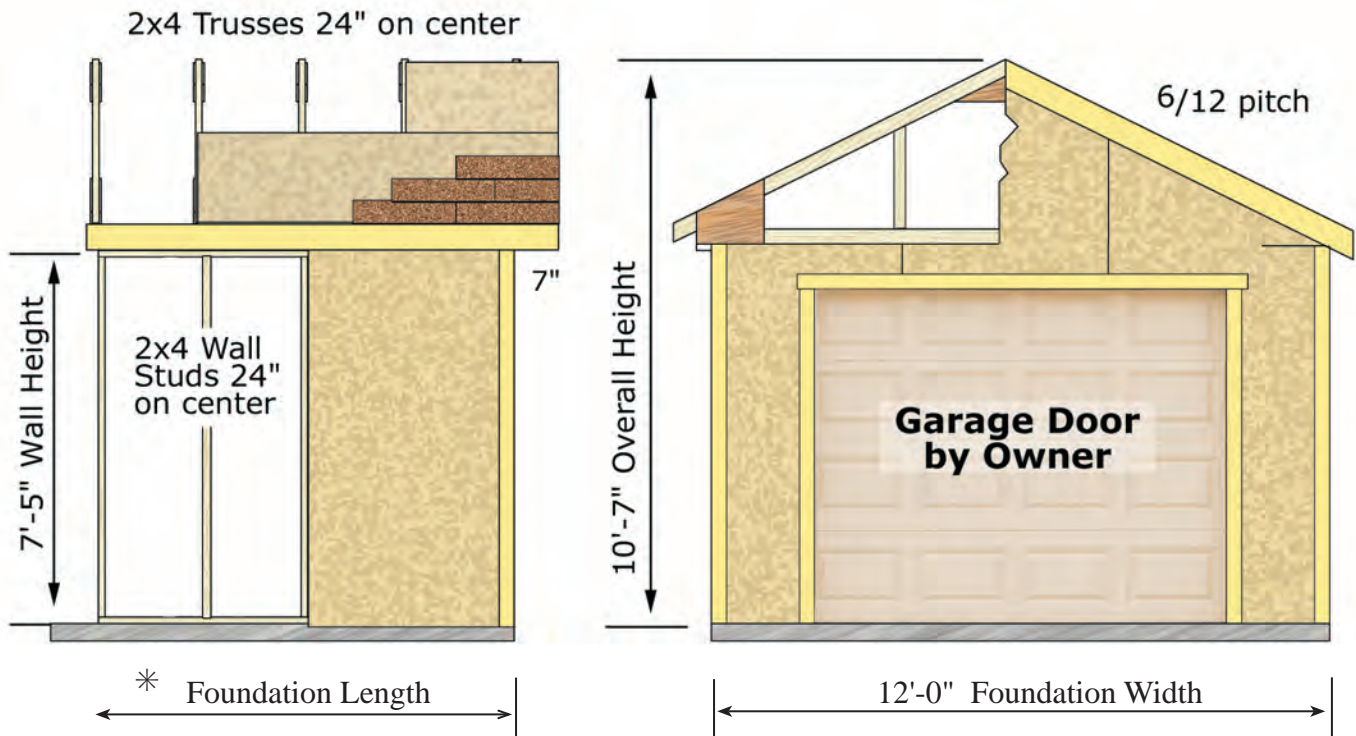 2x4 Trusses 24" on center
6/12 pitch
7"
7'-5" Wall Height
2x4 Wall
Studs 24"
on center
10'-7" Overall Height
Garage Door
by Owner
* Foundation Length
12'-0" Foundation Width